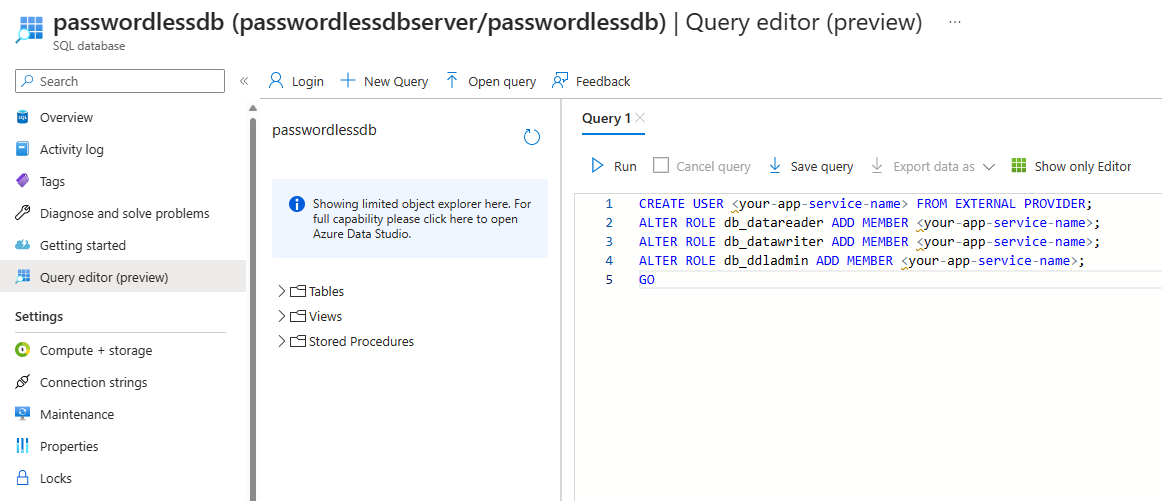 passwordlessdb (passwordlessdbserver/passwordlessdb) | Query editor (preview) ...
SQL database
Search «
Login New Query Open query Feedback
Overview
Activity log
Tags
Diagnose and solve problems
Getting started
Query editor (preview)
Settings
Compute + storage
Connection strings
Maintenance
Properties
Locks
passwordlessdb
Showing limited object explorer here. For
full capability please click here to open
Azure Data Studio.
Tables
Views
Stored Procedures
Query 1
Run Cancel query Save query Export data as Show only Editor
1 CREATE USER <your-app-service-name> FROM EXTERNAL PROVIDER;
2 ALTER ROLE db_datareader ADD MEMBER <your-app-service-name>;
3 ALTER ROLE db_datawriter ADD MEMBER <your-app-service-name>;
4 ALTER ROLE db_ddladmin ADD MEMBER <your-app-service-name>;
5 GO